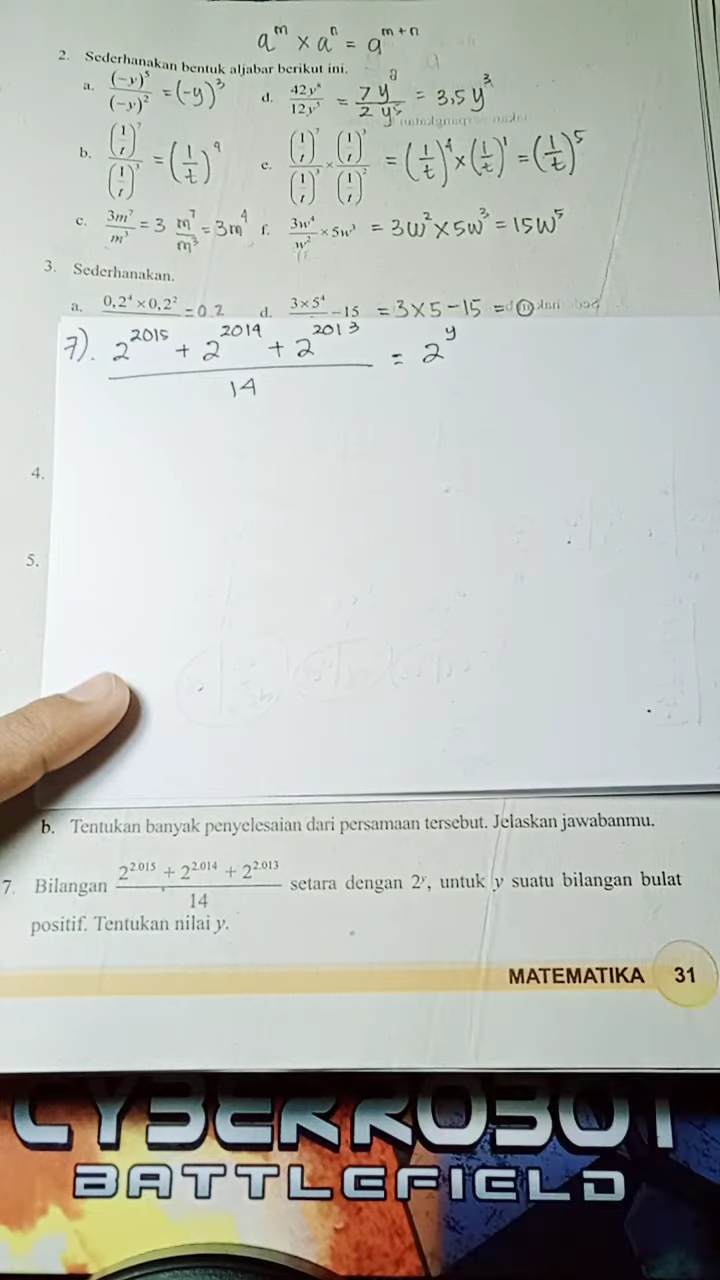 a^m × a^n = a^(m+n)
2. Sederhanakan bentuk aljabar berikut ini.
a. (−y)^5 / (−y)^2 = (−y)^3
d. 42y^8 / 12y^5 = 7y^8 / 2y^5 = 3,5y^3
b. (1/t)^7 / (1/t)^3 = (1/t)^4
e. (1/t)^7 / (1/t)^3 × (1/t)^3 / (1/t)^2 = (1/t)^4 × (1/t)^1 = (1/t)^5
c. 3m^7 / m^3 = 3 m^7 / m^3 = 3m^4
f. 3w^4 / w^2 × 5w^3 = 3w^2 × 5w^3 = 15w^5
3. Sederhanakan.
a. 0,2^4 × 0,2^2 = 0,2
d. 3×5^4 − 15 = 3×5−15 = 0
7). (2^2015 + 2^2014 + 2^2013) / 14 = 2^y
4.
5.
b. Tentukan banyak penyelesaian dari persamaan tersebut. Jelaskan jawabanmu.
7. Bilangan (2^2.015 + 2^2.014 + 2^2.013) / 14 setara dengan 2^y, untuk y suatu bilangan bulat
positif. Tentukan nilai y.
MATEMATIKA 31
CYBERROBOT
BATTLEFIELD